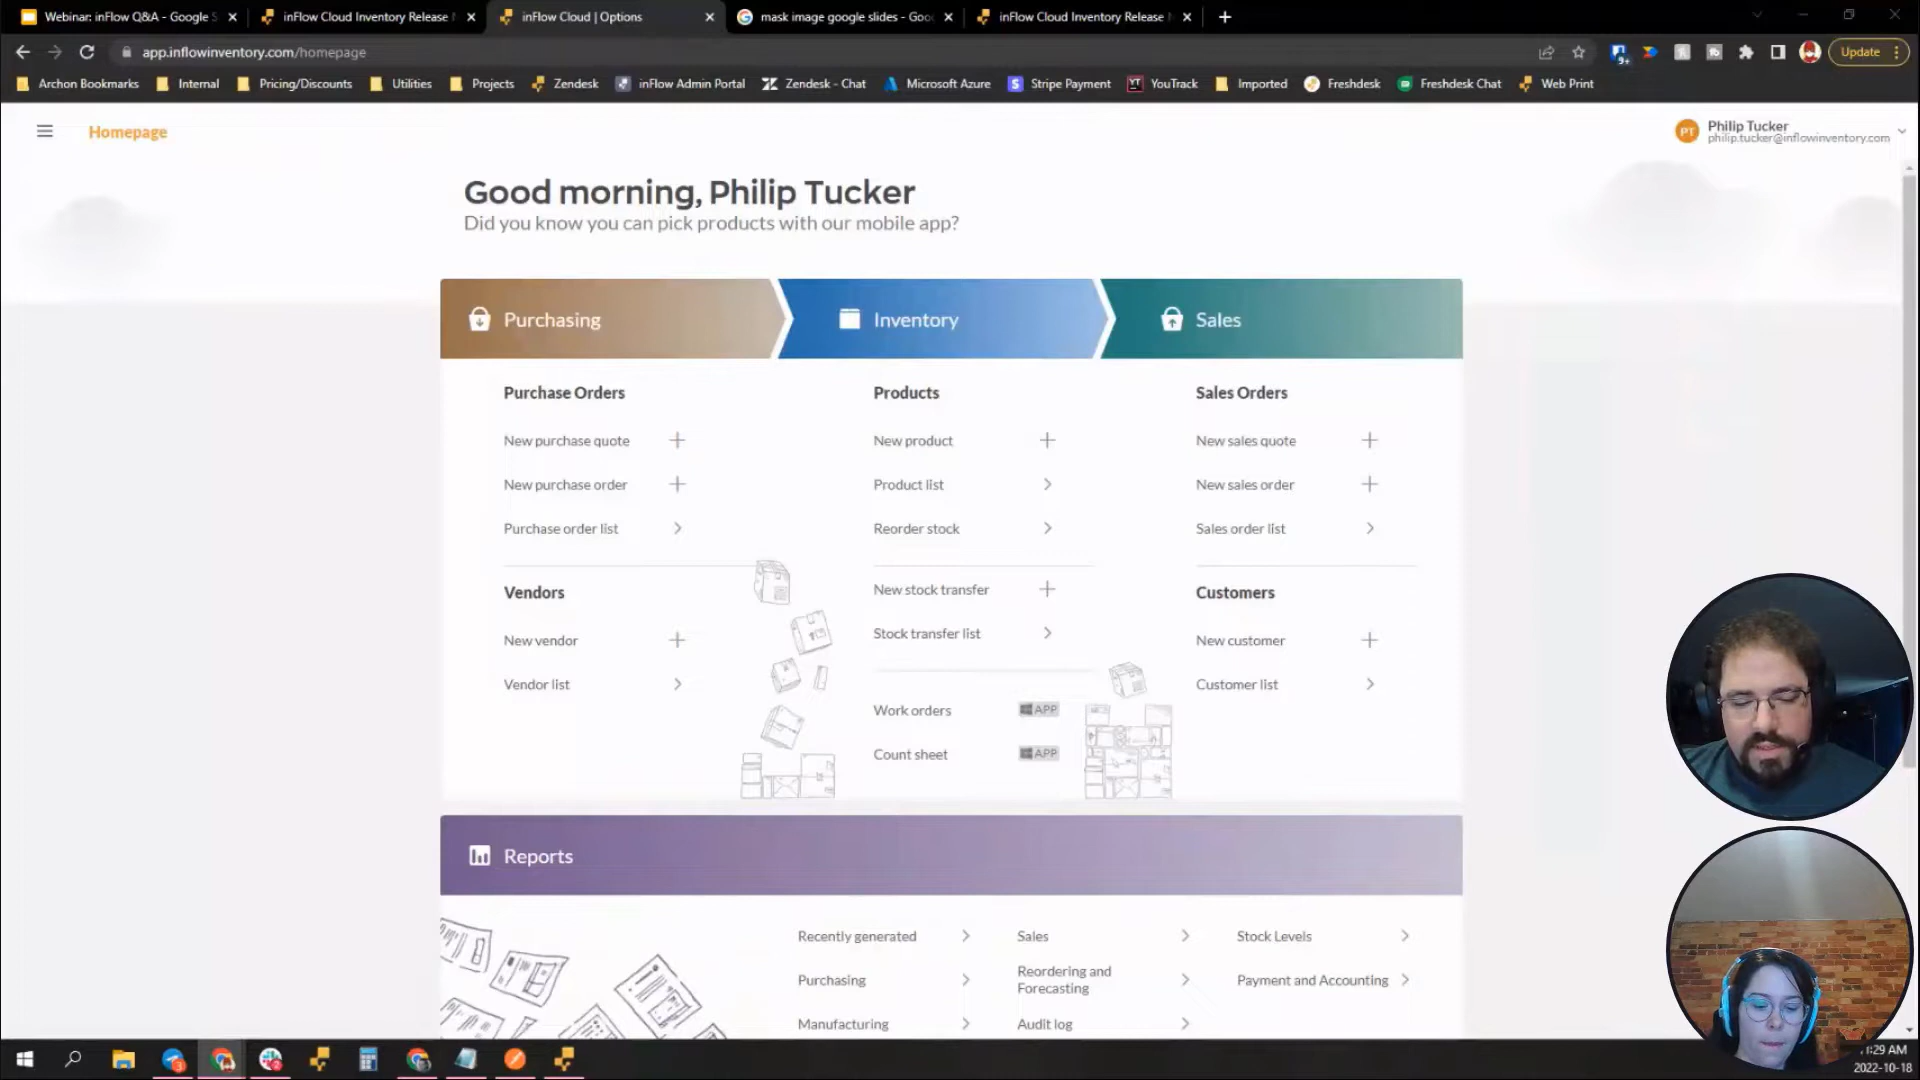 Webinar: inFlow Q&A - Google S
inFlow Cloud Inventory Release
inFlow Cloud | Options
mask image google slides - Goo
inFlow Cloud Inventory Release
app.inflowinventory.com/homepage
9+
Update
Archon Bookmarks
Internal
Pricing/Discounts
Utilities
Projects
Zendesk
inFlow Admin Portal
Zendesk - Chat
Microsoft Azure
Stripe Payment
YouTrack
Imported
Freshdesk
Freshdesk Chat
Web Print
Homepage
PT
Philip Tucker
philip.tucker@inflowinventory.com
Good morning, Philip Tucker
Did you know you can pick products with our mobile app?
Purchasing
Inventory
Sales
Purchase Orders
New purchase quote
New purchase order
Purchase order list
Vendors
New vendor
Vendor list
Products
New product
Product list
Reorder stock
New stock transfer
Stock transfer list
Work orders
APP
Count sheet
APP
Sales Orders
New sales quote
New sales order
Sales order list
Customers
New customer
Customer list
Reports
Recently generated
Sales
Stock Levels
Purchasing
Reordering and
Forecasting
Payment and Accounting
Manufacturing
Audit log
:29 AM
2022-10-18